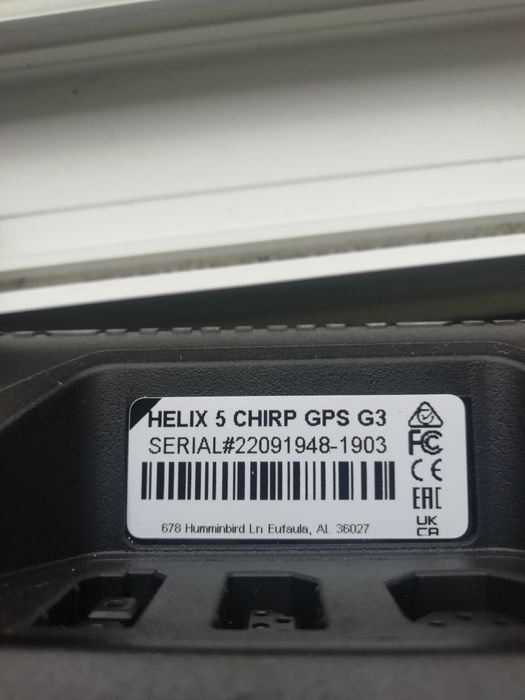 HELIX 5 CHIRP GPS G3
SERIAL#22091948-1903
678 Humminbird Ln Eufaula, AL 36027
FC
CE
EAC
UK
CA